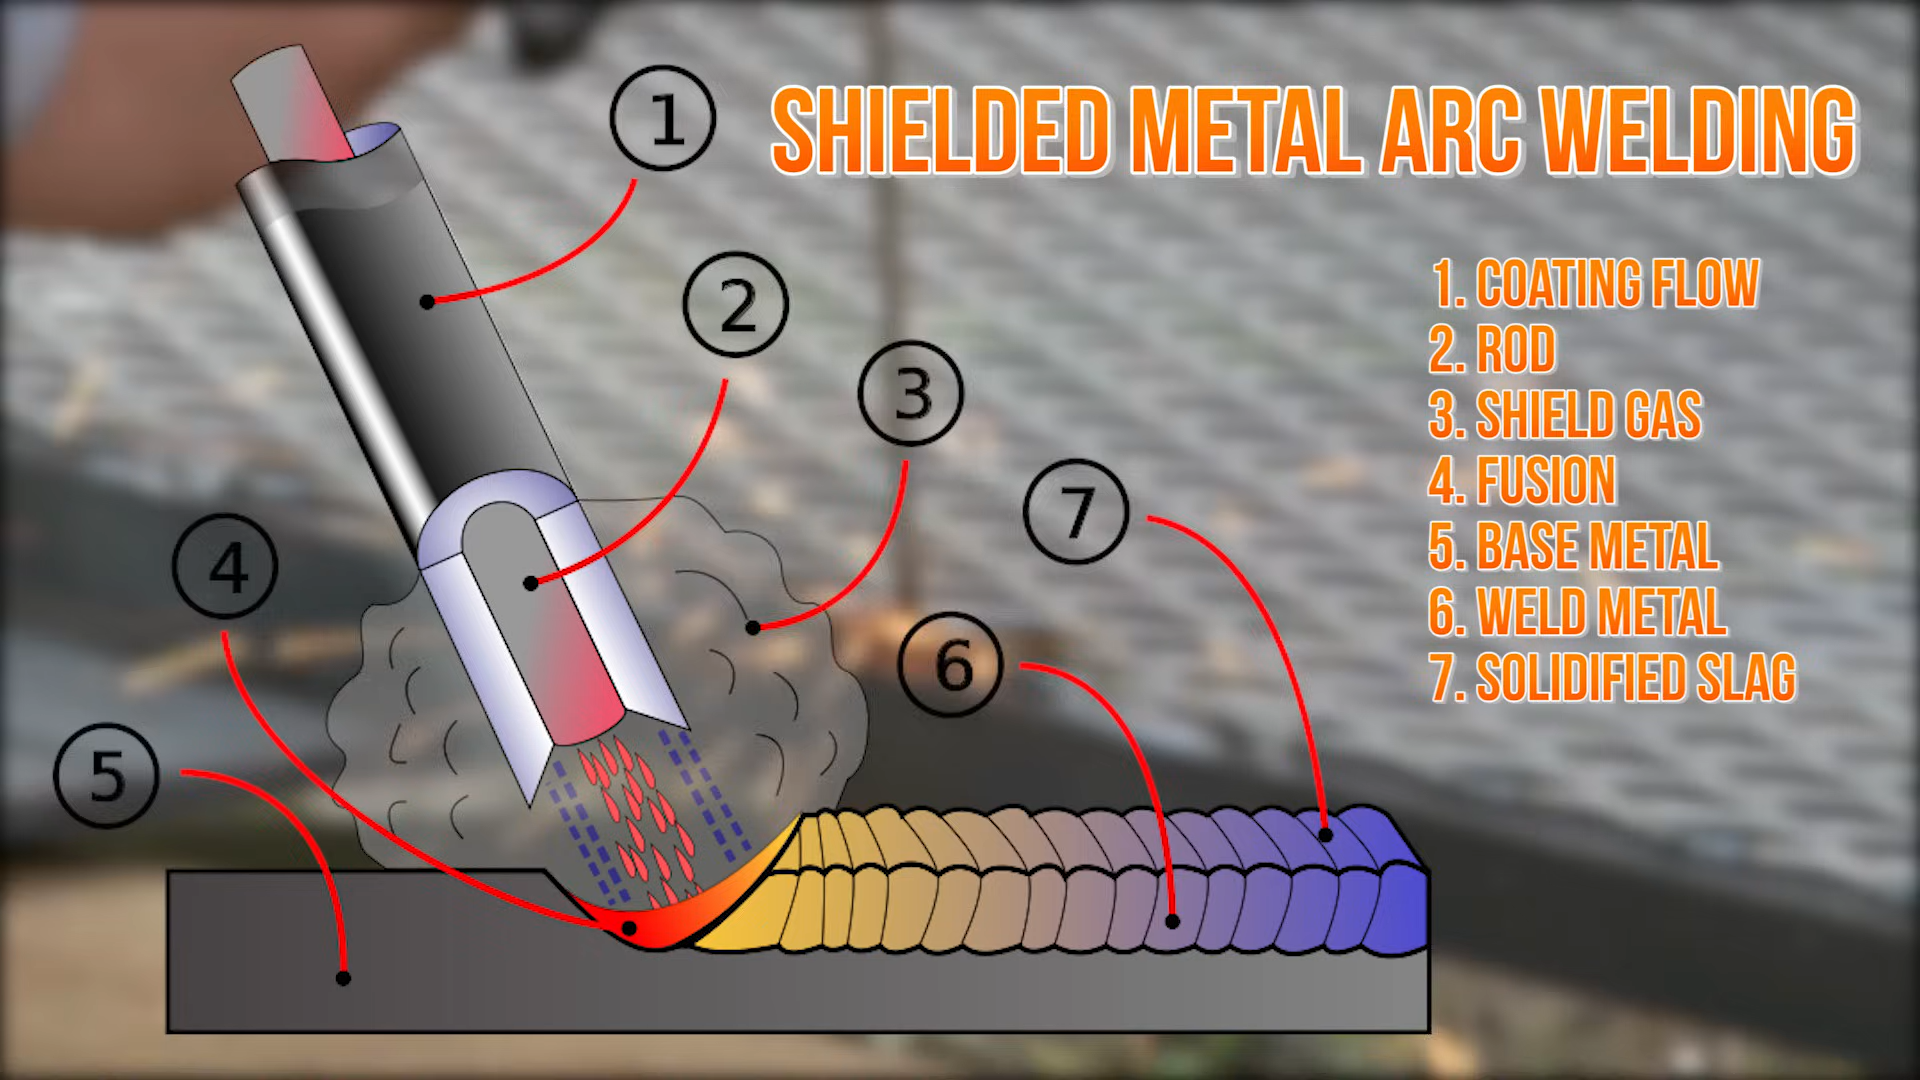 SHIELDED METAL ARC WELDING
1
2
3
4
5
6
7
1. COATING FLOW
2. ROD
3. SHIELD GAS
4. FUSION
5. BASE METAL
6. WELD METAL
7. SOLIDIFIED SLAG